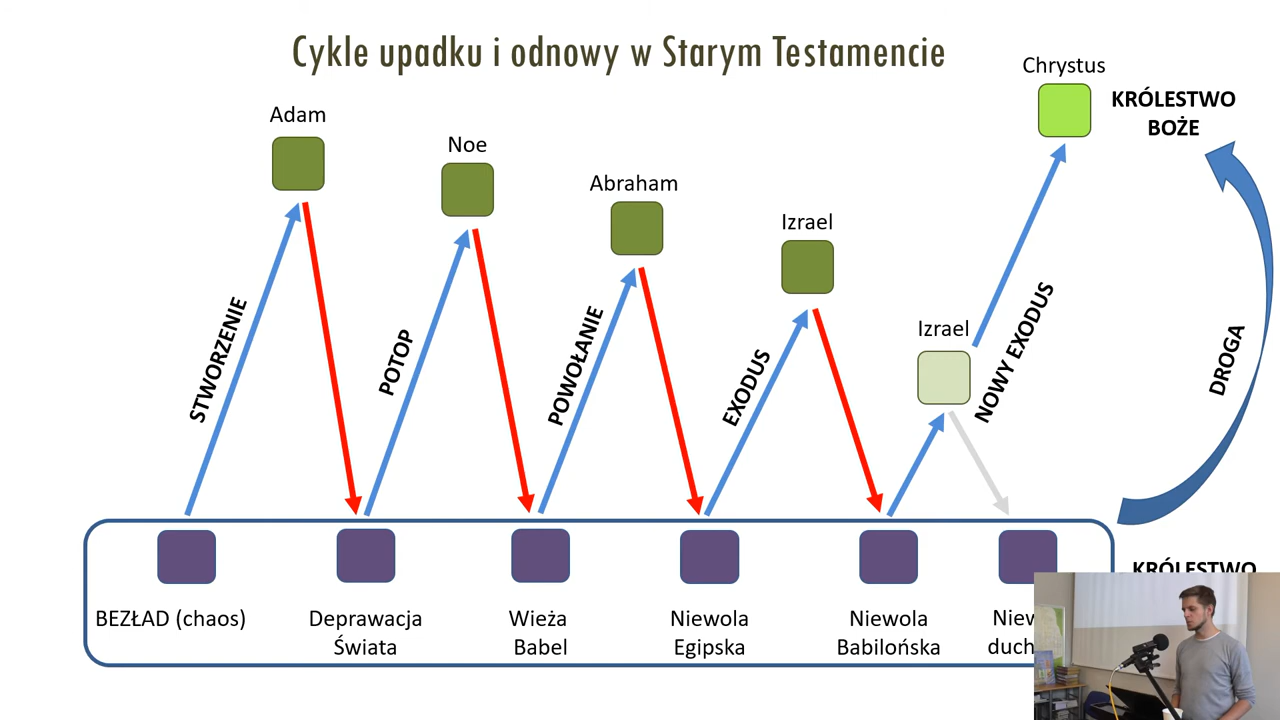 Cykle upadku i odnowy w Starym Testamencie
Chrystus
KRÓLESTWO
BOŻE
Adam
Noe
Abraham
Izrael
Izrael
STWORZENIE
POTOP
POWOŁANIE
EXODUS
NOWY EXODUS
DROGA
KRÓLESTWO
BEZŁAD (chaos)
Deprawacja
Świata
Wieża
Babel
Niewola
Egipska
Niewola
Babilońska